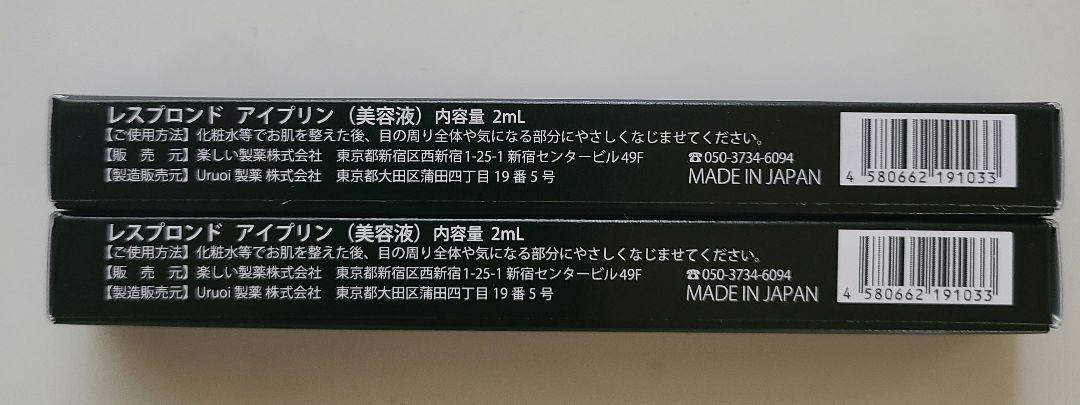 レスプロンド アイプリン（美容液）内容量 2mL
【ご使用方法】化粧水等でお肌を整えた後、目の周り全体や気になる部分にやさしくなじませてください。
【販　売　元】楽しい製薬株式会社　東京都新宿区西新宿1-25-1 新宿センタービル 49F　☎050-3734-6094
【製造販売元】Uruoi 製薬 株式会社　東京都大田区蒲田四丁目 19 番 5 号　MADE IN JAPAN
4 580662 191033
レスプロンド アイプリン（美容液）内容量 2mL
【ご使用方法】化粧水等でお肌を整えた後、目の周り全体や気になる部分にやさしくなじませてください。
【販　売　元】楽しい製薬株式会社　東京都新宿区西新宿1-25-1 新宿センタービル 49F　☎050-3734-6094
【製造販売元】Uruoi 製薬 株式会社　東京都大田区蒲田四丁目 19 番 5 号　MADE IN JAPAN
4 580662 191033